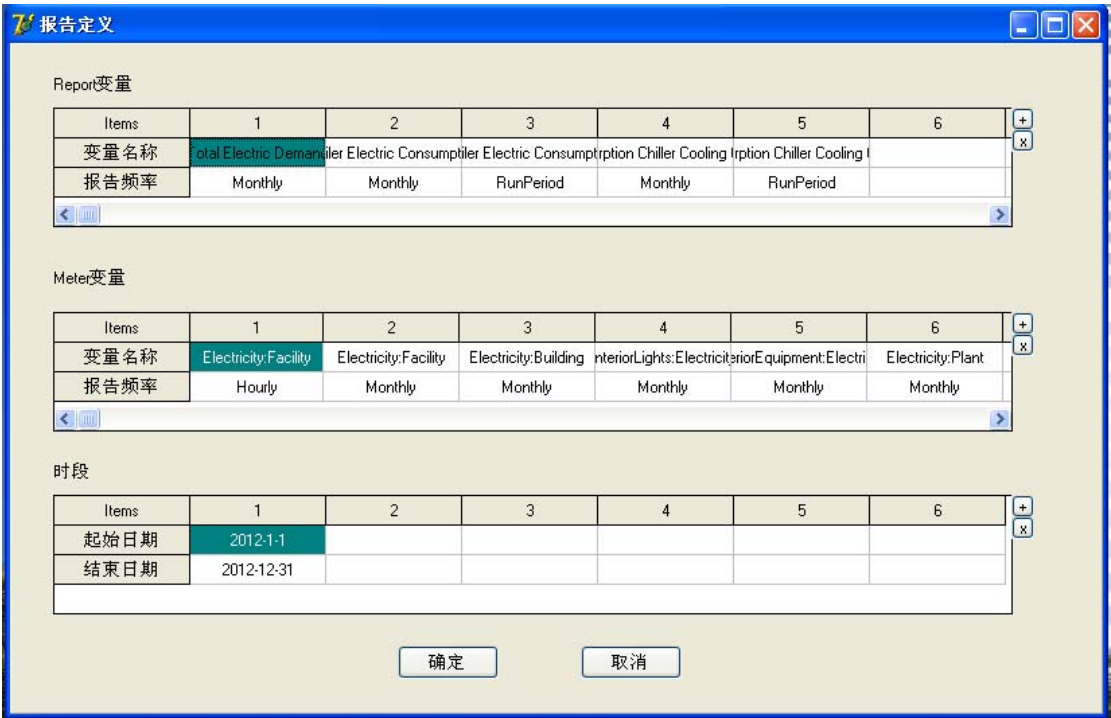 报告定义
Report变量
Items 1 2 3 4 5 6
变量名称 Total Electric Demand iler Electric Consumpt iler Electric Consumpt rption Chiller Cooling rption Chiller Cooling
报告频率 Monthly Monthly RunPeriod Monthly RunPeriod
+
x
Meter变量
Items 1 2 3 4 5 6
变量名称 Electricity:Facility Electricity:Facility Electricity:Building nteriorLights:Electricit eriorEquipment:Electri Electricity:Plant
报告频率 Hourly Monthly Monthly Monthly Monthly Monthly
+
x
时段
Items 1 2 3 4 5 6
起始日期 2012-1-1
结束日期 2012-12-31
+
x
确定 取消